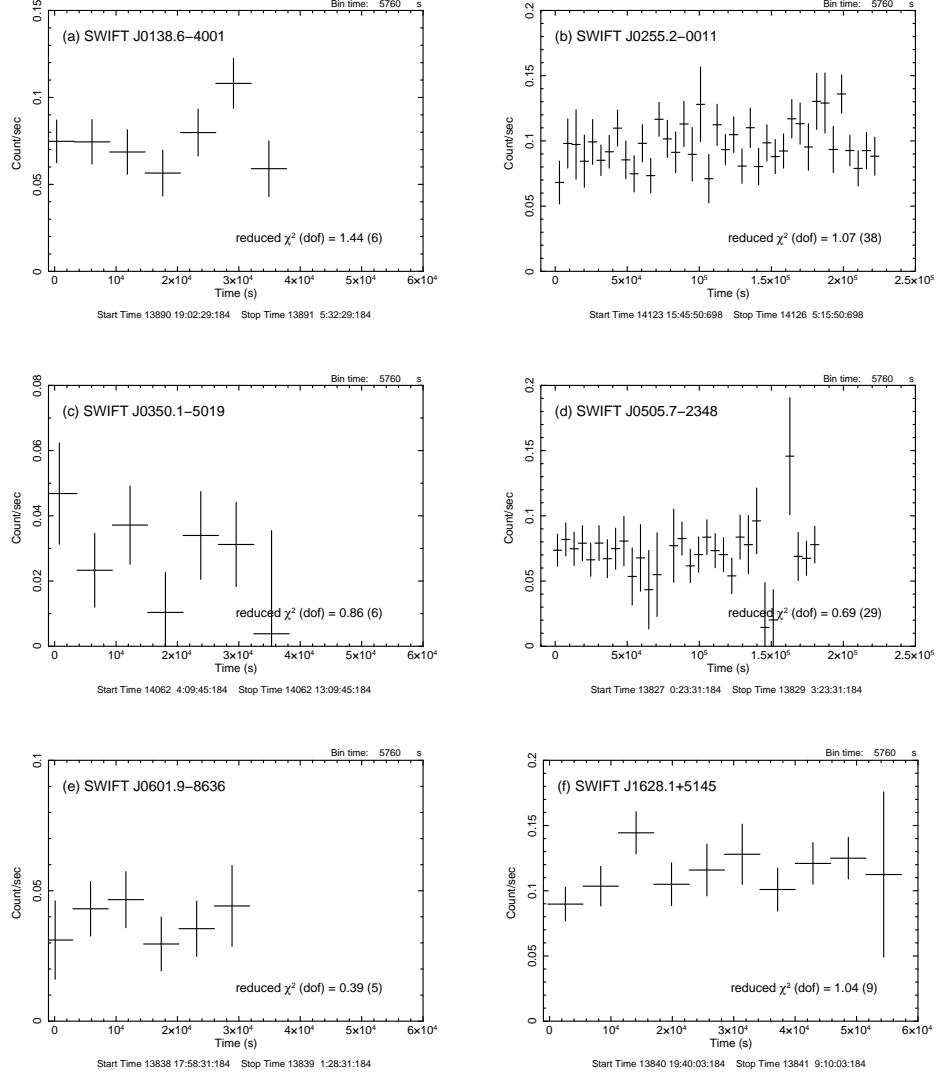 Bin time: 5760 s
(a) SWIFT J0138.6−4001
Count/sec
0 0.05 0.1 0.15
reduced χ² (dof) = 1.44 (6)
0 10⁴ 2×10⁴ 3×10⁴ 4×10⁴ 5×10⁴ 6×10⁴
Time (s)
Start Time 13890 19:02:29:184 Stop Time 13891 5:32:29:184
Bin time: 5760 s
(b) SWIFT J0255.2−0011
Count/sec
0 0.05 0.1 0.15 0.2
reduced χ² (dof) = 1.07 (38)
0 5×10⁴ 10⁵ 1.5×10⁵ 2×10⁵ 2.5×10⁵
Time (s)
Start Time 14123 15:45:50:698 Stop Time 14126 5:15:50:698
Bin time: 5760 s
(c) SWIFT J0350.1−5019
Count/sec
0 0.02 0.04 0.06 0.08
reduced χ² (dof) = 0.86 (6)
0 10⁴ 2×10⁴ 3×10⁴ 4×10⁴ 5×10⁴ 6×10⁴
Time (s)
Start Time 14062 4:09:45:184 Stop Time 14062 13:09:45:184
Bin time: 5760 s
(d) SWIFT J0505.7−2348
Count/sec
0 0.05 0.1 0.15 0.2
reduced χ² (dof) = 0.69 (29)
0 5×10⁴ 10⁵ 1.5×10⁵ 2×10⁵ 2.5×10⁵
Time (s)
Start Time 13827 0:23:31:184 Stop Time 13829 3:23:31:184
Bin time: 5760 s
(e) SWIFT J0601.9−8636
Count/sec
0 0.05 0.1
reduced χ² (dof) = 0.39 (5)
0 10⁴ 2×10⁴ 3×10⁴ 4×10⁴ 5×10⁴ 6×10⁴
Time (s)
Start Time 13838 17:58:31:184 Stop Time 13839 1:28:31:184
Bin time: 5760 s
(f) SWIFT J1628.1+5145
Count/sec
0 0.05 0.1 0.15 0.2
reduced χ² (dof) = 1.04 (9)
0 10⁴ 2×10⁴ 3×10⁴ 4×10⁴ 5×10⁴ 6×10⁴
Time (s)
Start Time 13840 19:40:03:184 Stop Time 13841 9:10:03:184